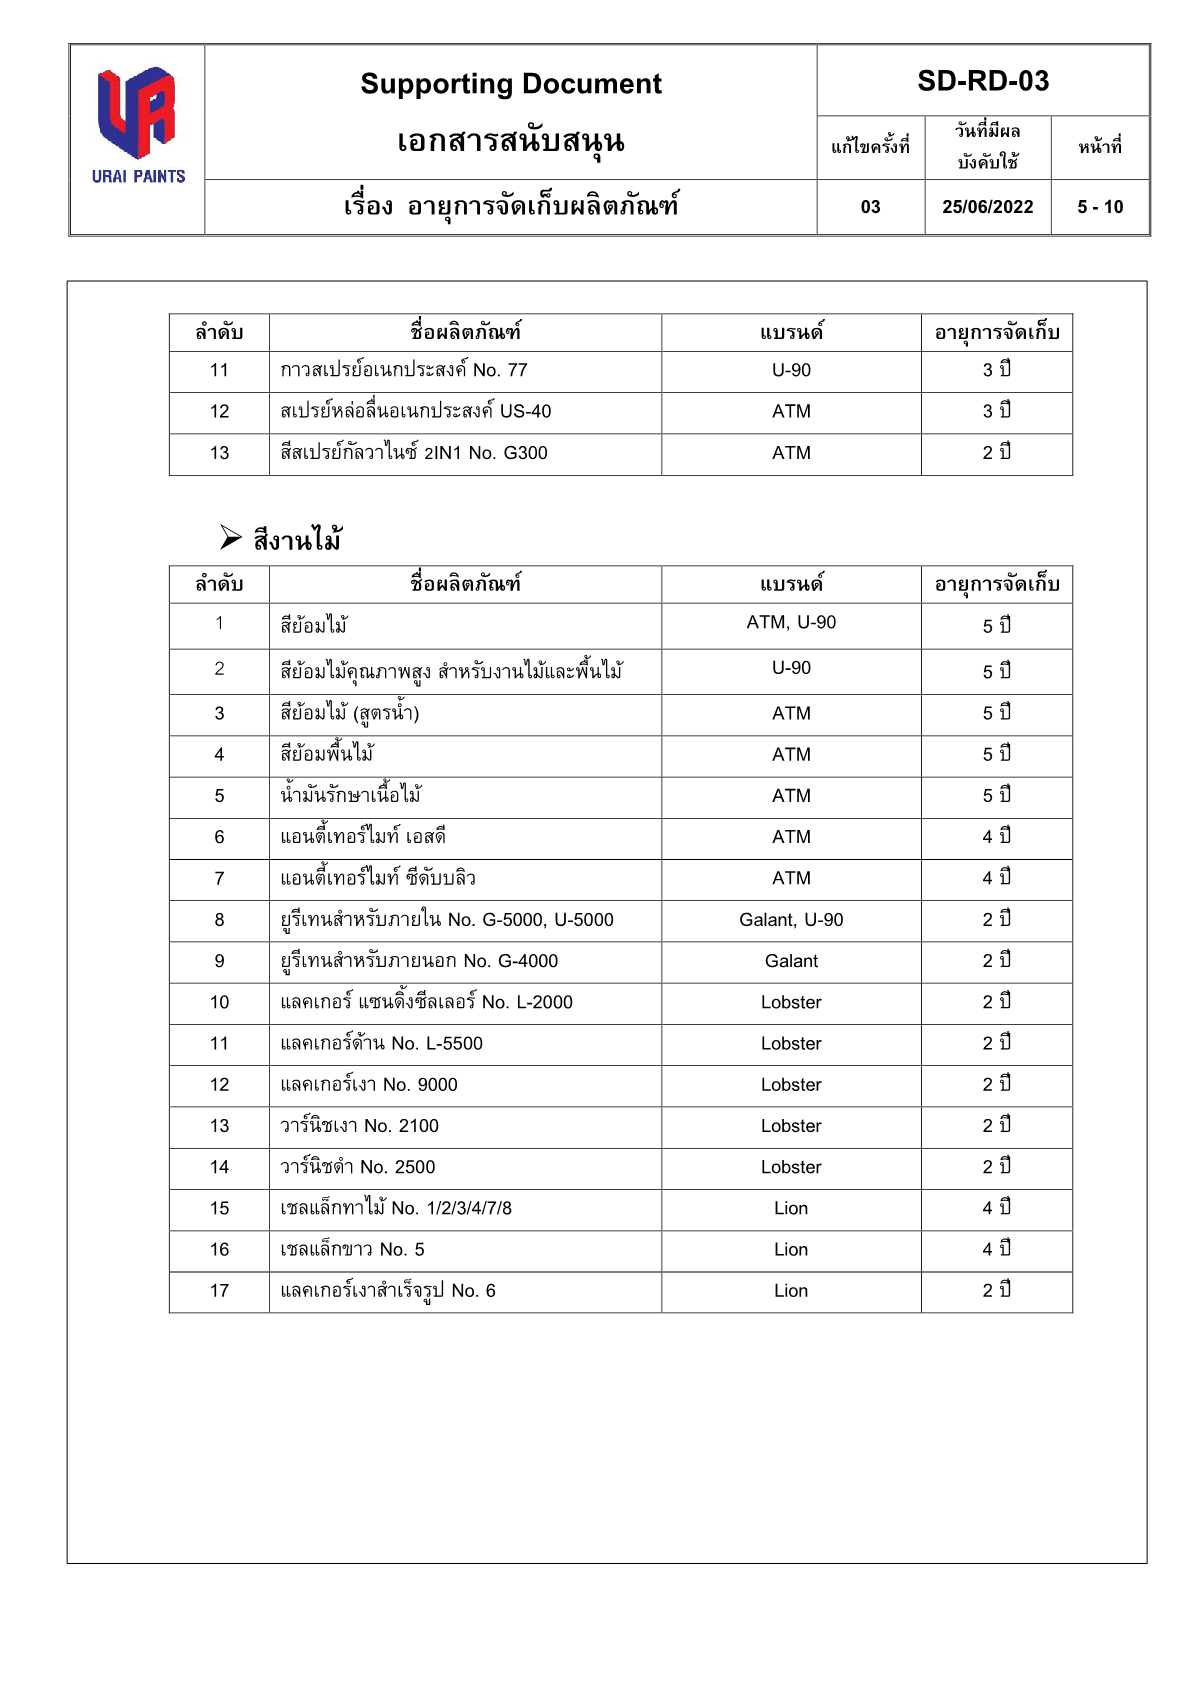 URAI PAINTS
Supporting Document
เอกสารสนับสนุน
เรื่อง อายุการจัดเก็บผลิตภัณฑ์
SD-RD-03
แก้ไขครั้งที่ วันที่มีผล หน้าที่
บังคับใช้
03 25/06/2022 5 - 10
ลำดับ ชื่อผลิตภัณฑ์ แบรนด์ อายุการจัดเก็บ
11 กาวสเปรย์อเนกประสงค์ No. 77 U-90 3 ปี
12 สเปรย์หล่อลื่นอเนกประสงค์ US-40 ATM 3 ปี
13 สีสเปรย์กัลวาไนซ์ 2IN1 No. G300 ATM 2 ปี
➢ สีงานไม้
ลำดับ ชื่อผลิตภัณฑ์ แบรนด์ อายุการจัดเก็บ
1 สีย้อมไม้ ATM, U-90 5 ปี
2 สีย้อมไม้คุณภาพสูง สำหรับงานไม้และพื้นไม้ U-90 5 ปี
3 สีย้อมไม้ (สูตรน้ำ) ATM 5 ปี
4 สีย้อมพื้นไม้ ATM 5 ปี
5 น้ำมันรักษาเนื้อไม้ ATM 5 ปี
6 แอนตี้เทอร์ไมท์ เอสดี ATM 4 ปี
7 แอนตี้เทอร์ไมท์ ซีดับบลิว ATM 4 ปี
8 ยูรีเทนสำหรับภายใน No. G-5000, U-5000 Galant, U-90 2 ปี
9 ยูรีเทนสำหรับภายนอก No. G-4000 Galant 2 ปี
10 แลคเกอร์ แซนดิ้งซีลเลอร์ No. L-2000 Lobster 2 ปี
11 แลคเกอร์ด้าน No. L-5500 Lobster 2 ปี
12 แลคเกอร์เงา No. 9000 Lobster 2 ปี
13 วาร์นิชเงา No. 2100 Lobster 2 ปี
14 วาร์นิชดำ No. 2500 Lobster 2 ปี
15 เชลแล็กทาไม้ No. 1/2/3/4/7/8 Lion 4 ปี
16 เชลแล็กขาว No. 5 Lion 4 ปี
17 แลคเกอร์เงาสำเร็จรูป No. 6 Lion 2 ปี